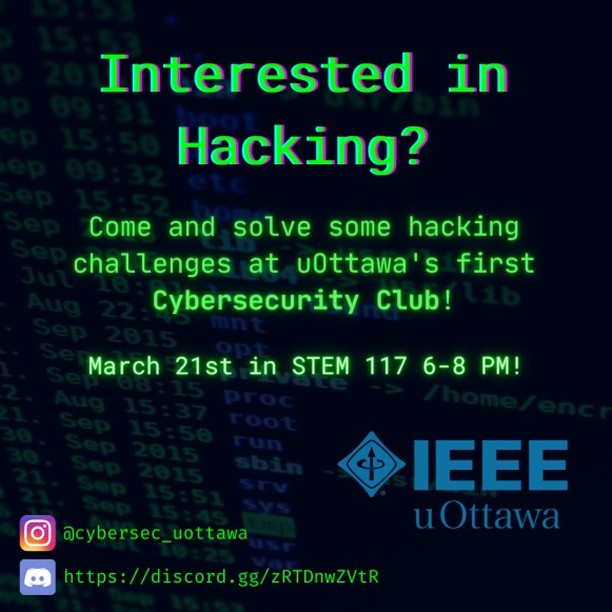 Interested in
Hacking?
Come and solve some hacking
challenges at uOttawa's first
Cybersecurity Club!
March 21st in STEM 117 6-8 PM!
IEEE
uOttawa
@cybersec_uottawa
https://discord.gg/zRTDnwZVtR